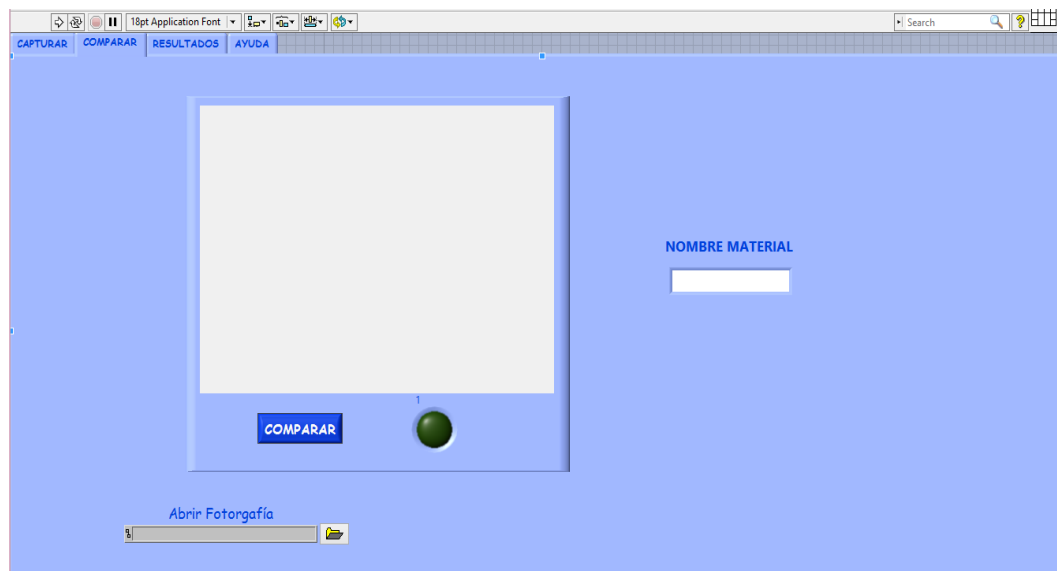 18pt Application Font
Search
CAPTURAR COMPARAR RESULTADOS AYUDA
NOMBRE MATERIAL
1
COMPARAR
Abrir Fotorgafía